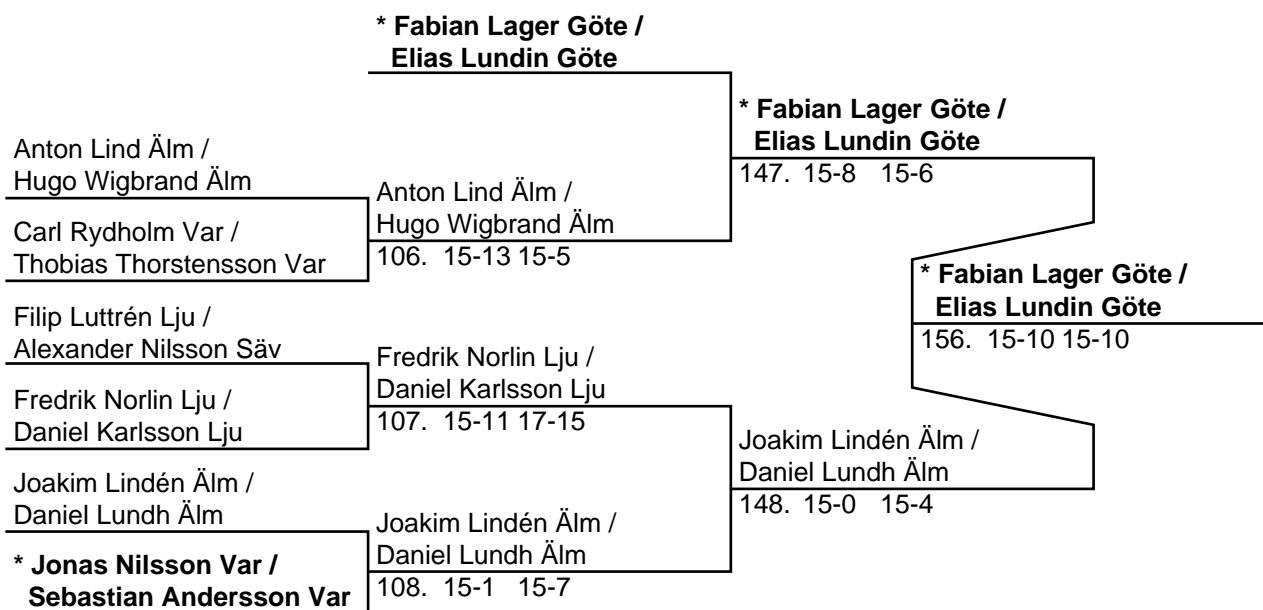 * Fabian Lager Göte /
Elias Lundin Göte
* Fabian Lager Göte /
Elias Lundin Göte
147. 15-8 15-6
Anton Lind Älm /
Hugo Wigbrand Älm
Anton Lind Älm /
Hugo Wigbrand Älm
106. 15-13 15-5
Carl Rydholm Var /
Thobias Thorstensson Var
* Fabian Lager Göte /
Elias Lundin Göte
156. 15-10 15-10
Filip Luttrén Lju /
Alexander Nilsson Säv
Fredrik Norlin Lju /
Daniel Karlsson Lju
107. 15-11 17-15
Fredrik Norlin Lju /
Daniel Karlsson Lju
Joakim Lindén Älm /
Daniel Lundh Älm
148. 15-0 15-4
Joakim Lindén Älm /
Daniel Lundh Älm
Joakim Lindén Älm /
Daniel Lundh Älm
108. 15-1 15-7
* Jonas Nilsson Var /
Sebastian Andersson Var